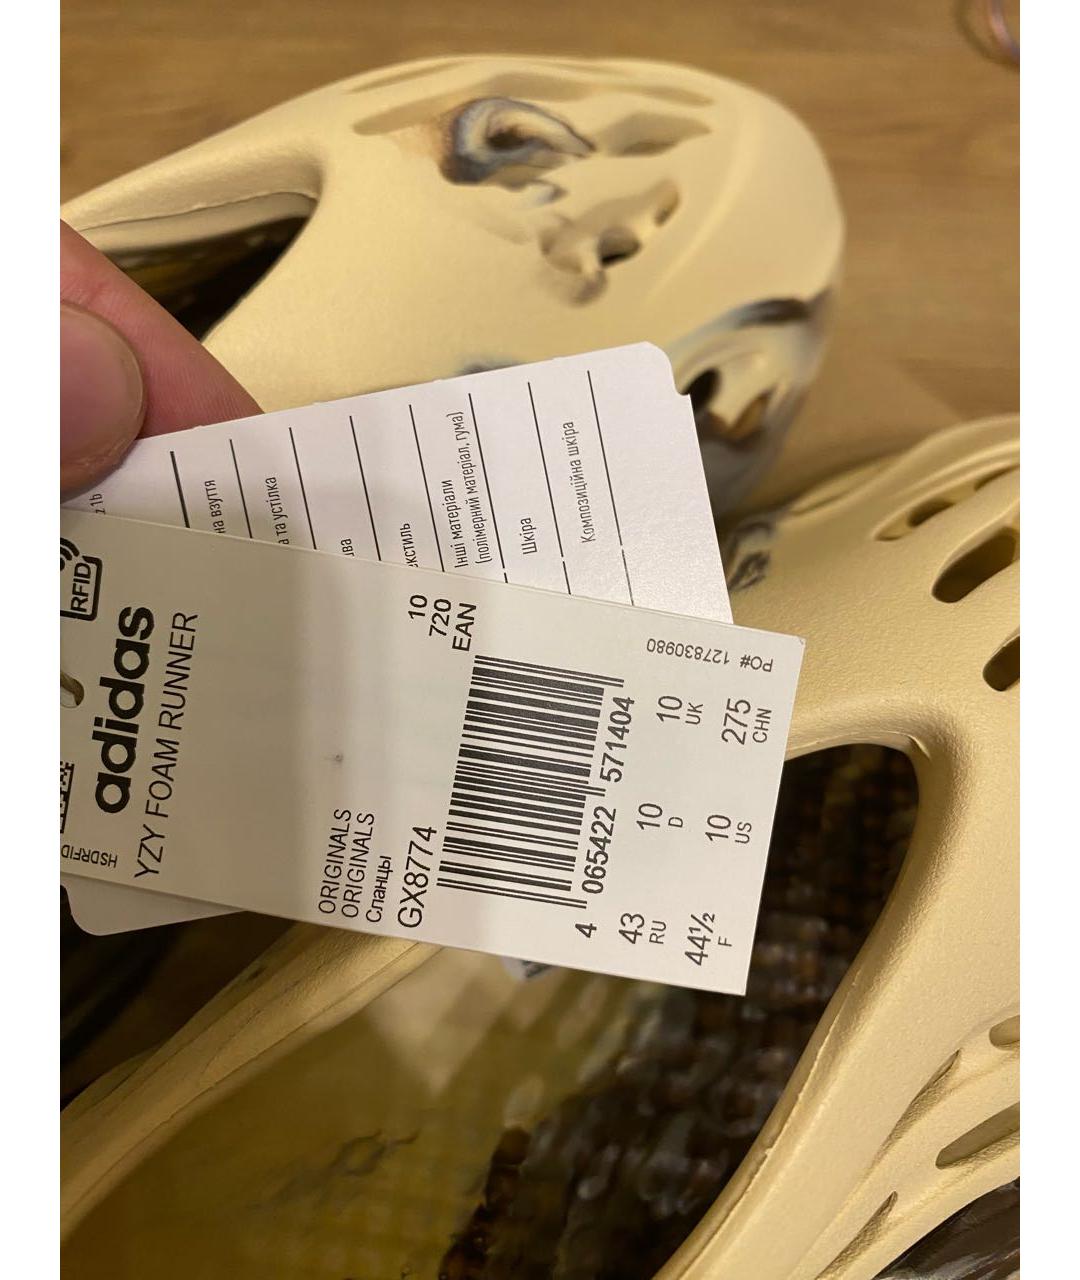 RFID
adidas
YZY FOAM RUNNER
HSDRFID
ORIGINALS
ORIGINALS
Сланцы
GX8774
10
720
EAN
4 065422 571404
43
RU
10
D
10
UK
44½
F
10
US
275
CHN
PO# 127830980
Інші матеріали
(полімерний матеріал, гума)
Шкіра
Композиційна шкіра
на взуття
та устілка